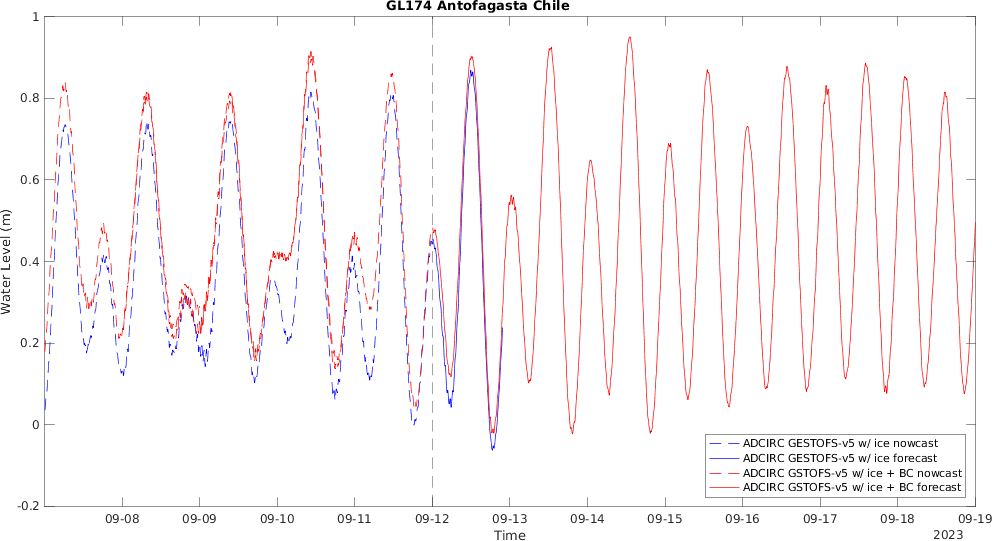 GL174 Antofagasta Chile
1
0.8
0.6
0.4
0.2
0
-0.2
Water Level (m)
ADCIRC GESTOFS-v5 w/ ice nowcast
ADCIRC GESTOFS-v5 w/ ice forecast
ADCIRC GSTOFS-v5 w/ ice + BC nowcast
ADCIRC GSTOFS-v5 w/ ice + BC forecast
09-08 09-09 09-10 09-11 09-12 09-13 09-14 09-15 09-16 09-17 09-18 09-19
Time
2023